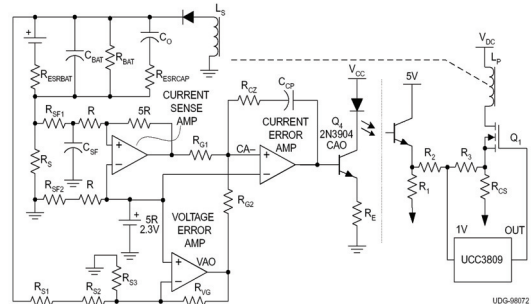 L_S
+
C_BAT
R_BAT
C_O
R_ESRBAT
R_ESRCAP
CURRENT
SENSE
AMP
R_SF1
R
5R
C_SF
R_S
R_SF2
R
+
−
R_G1
R_CZ
C_CP
CURRENT
ERROR
AMP
CA−
+
−
R_G2
+
5R
2.3V
VOLTAGE
ERROR
AMP
+
−
VAO
R_S1
R_S2
R_S3
R_VG
V_CC
Q_4
2N3904
CAO
R_E
5V
R_2
R_1
R_3
V_DC
L_P
Q_1
R_CS
1V
OUT
UCC3809
UDG-98072